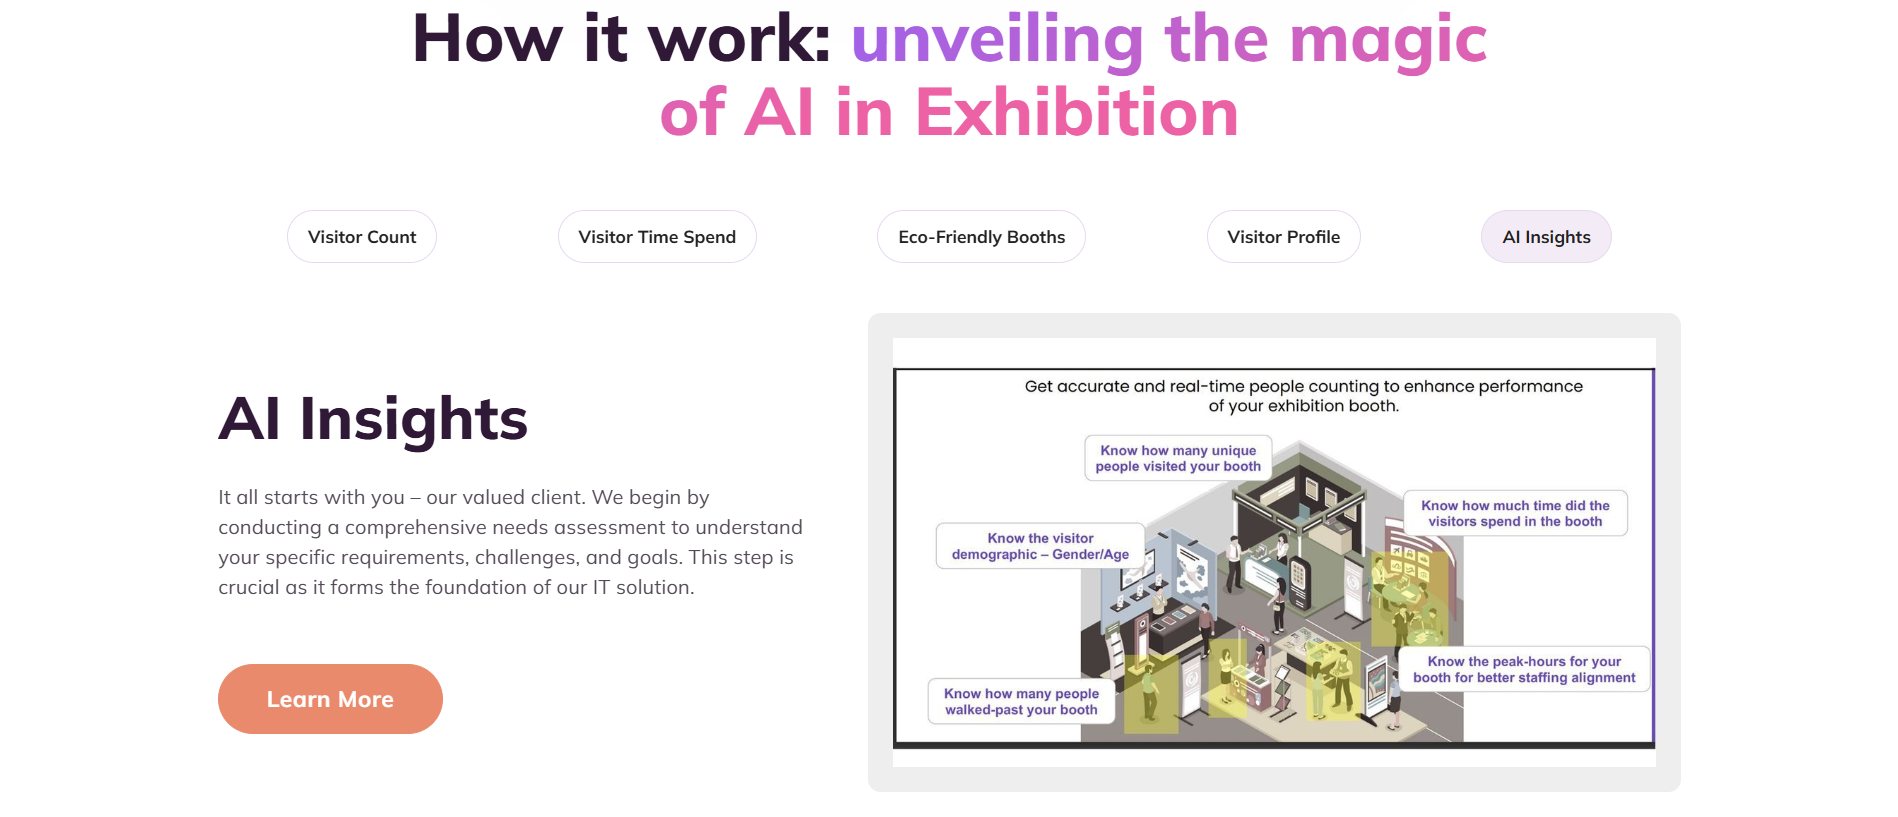 How it work: unveiling the magic
of AI in Exhibition
Visitor Count
Visitor Time Spend
Eco-Friendly Booths
Visitor Profile
AI Insights
AI Insights
It all starts with you – our valued client. We begin by
conducting a comprehensive needs assessment to understand
your specific requirements, challenges, and goals. This step is
crucial as it forms the foundation of our IT solution.
Learn More
Get accurate and real-time people counting to enhance performance
of your exhibition booth.
Know how many unique
people visited your booth
Know how much time did the
visitors spend in the booth
Know the visitor
demographic – Gender/Age
Know the peak-hours for your
booth for better staffing alignment
Know how many people
walked-past your booth